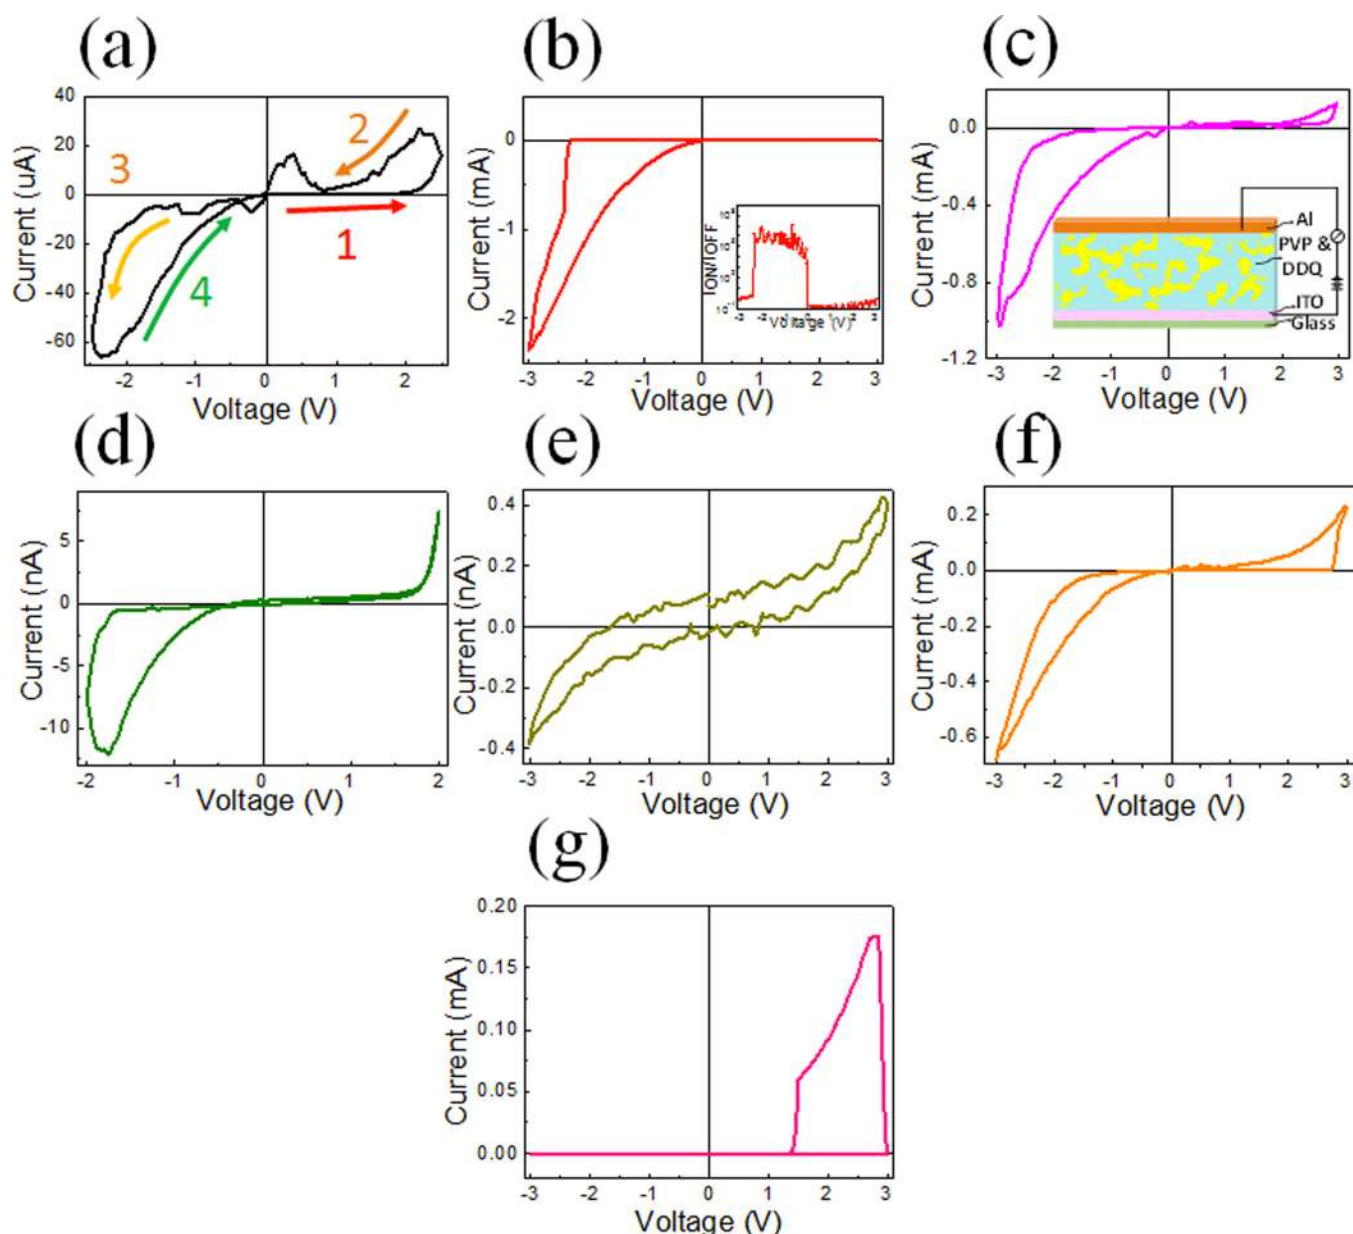 (a)
40
20
0
-20
-40
-60
Current (uA)
-2
-1
0
1
2
Voltage (V)
1
2
3
4
(b)
0
-1
-2
Current (mA)
-3
-2
-1
0
1
2
3
Voltage (V)
ION/IOFF
Voltage (V)
(c)
0.0
-0.4
-0.8
-1.2
Current (mA)
-3
-2
-1
0
1
2
3
Voltage (V)
Al
PVP &
DDQ
ITO
Glass
(d)
5
0
-5
-10
Current (nA)
-2
-1
0
1
2
Voltage (V)
(e)
0.4
0.2
0.0
-0.2
-0.4
Current (nA)
-3
-2
-1
0
1
2
3
Voltage (V)
(f)
0.2
0.0
-0.2
-0.4
-0.6
Current (mA)
-3
-2
-1
0
1
2
3
Voltage (V)
(g)
0.20
0.15
0.10
0.05
0.00
Current (mA)
-3
-2
-1
0
1
2
3
Voltage (V)